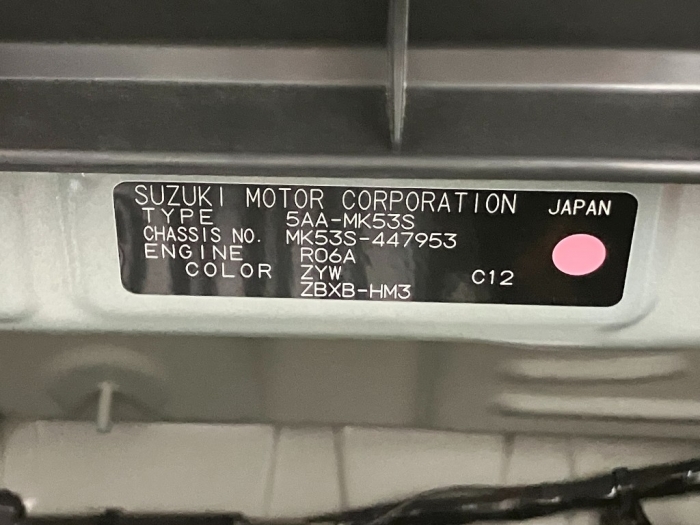 SUZUKI MOTOR CORPORATION JAPAN
TYPE 5AA-MK53S
CHASSIS NO. MK53S-447953
ENGINE R06A
COLOR ZYW C12
ZBXB-HM3